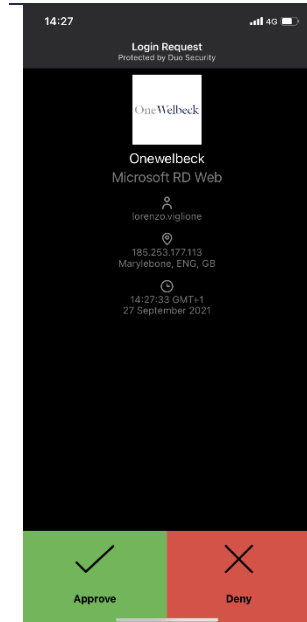 14:27
4G
Login Request
Protected by Duo Security
OneWelbeck
Onewelbeck
Microsoft RD Web
lorenzo.viglione
185.253.177.113
Marylebone, ENG, GB
14:27:33 GMT+1
27 September 2021
Approve
Deny